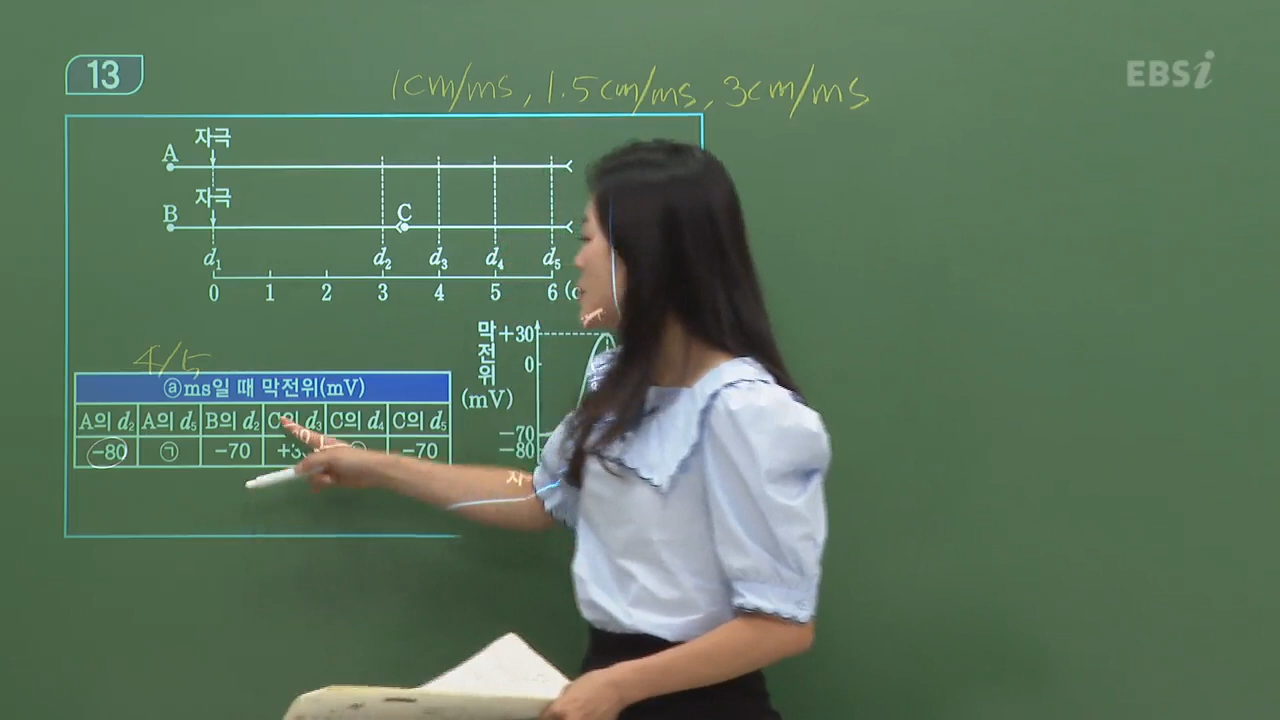 13
1cm/ms, 1.5cm/ms, 3cm/ms
EBSi
자극
A
자극
B
C
d₁ d₂ d₃ d₄ d₅
0 1 2 3 4 5 6
막전위 (mV)
+30
0
-70
-80
4/5
ⓐms일 때 막전위(mV)
A의 d₂ A의 d₅ B의 d₂ C의 d₃ C의 d₄ C의 d₅
-80 ㉠ -70 -70